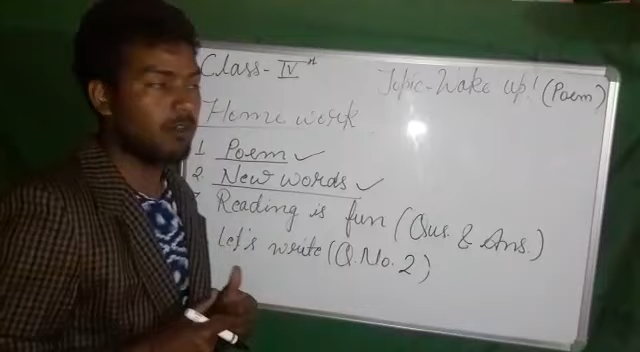 Class - IVth
Topic - Wake up! (Poem)
Home work
1. Poem ✓
2. New words ✓
3. Reading is fun (Qus. & Ans.)
Let's write (Q.No. 2)